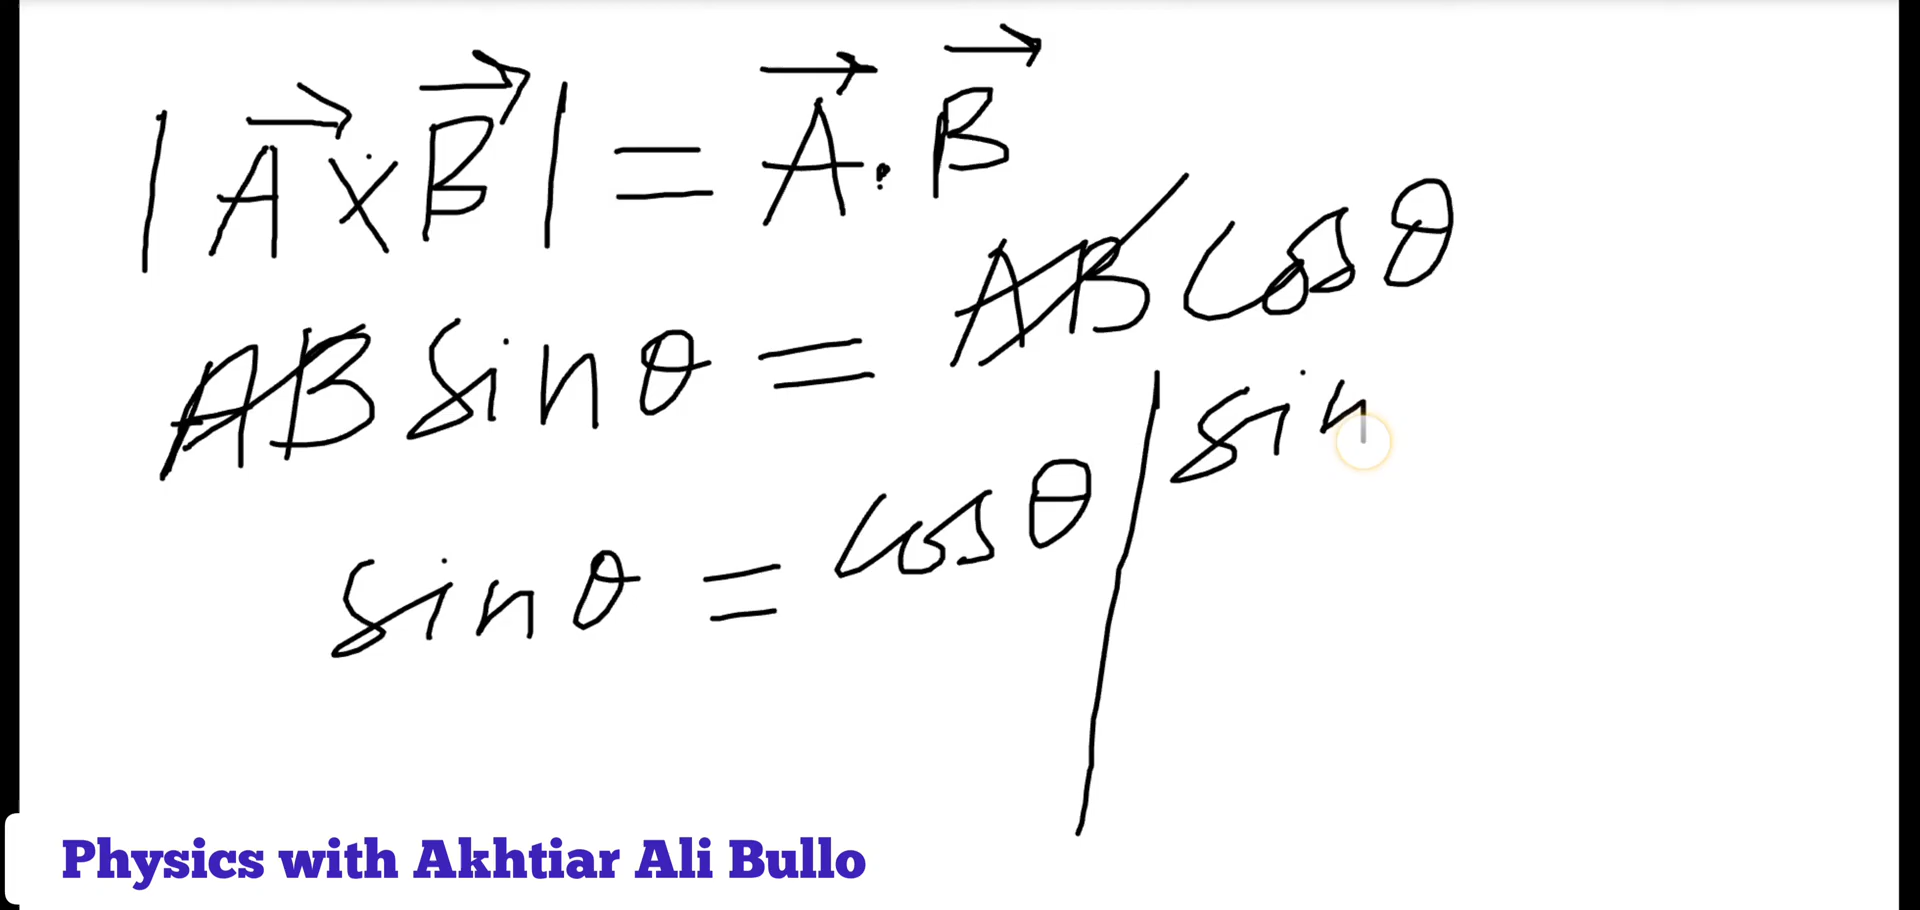 |A⃗ × B⃗| = A⃗ . B⃗
AB sinθ = AB cosθ
sinθ = cosθ
sin
Physics with Akhtiar Ali Bullo